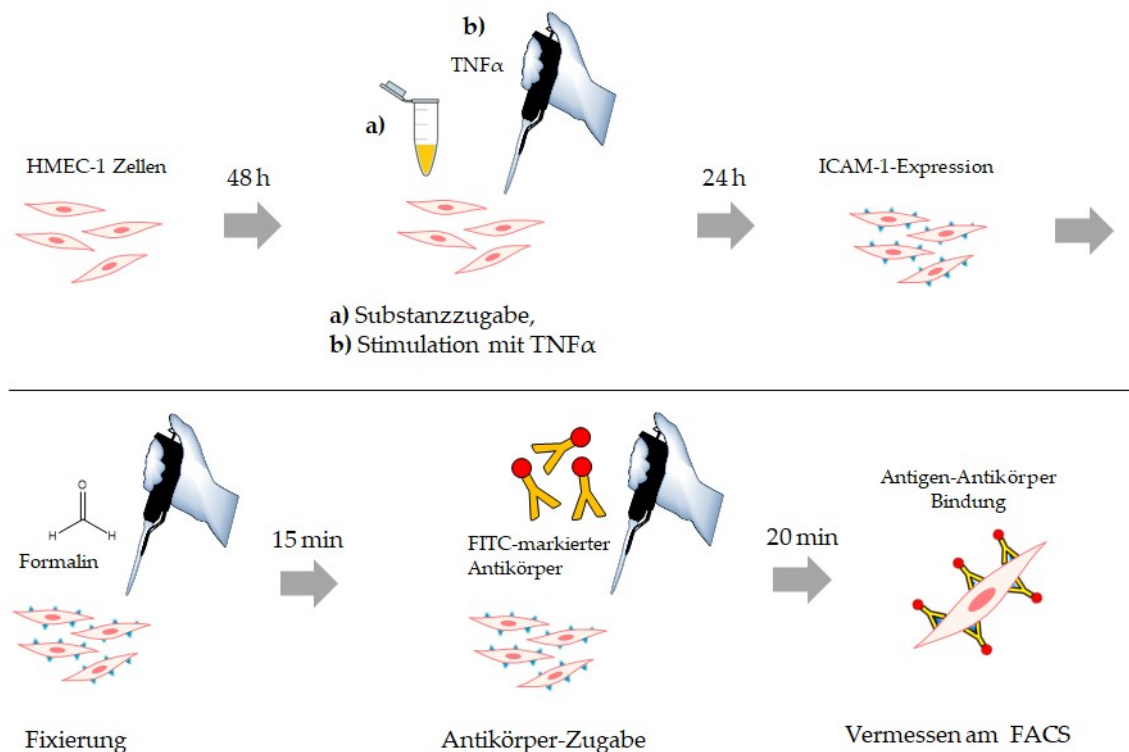 b)
TNFα
a)
HMEC-1 Zellen
48 h
24 h
ICAM-1-Expression
a) Substanzzugabe,
b) Stimulation mit TNFα
O
H H
Formalin
15 min
FITC-markierter
Antikörper
20 min
Antigen-Antikörper
Bindung
Fixierung
Antikörper-Zugabe
Vermessen am FACS